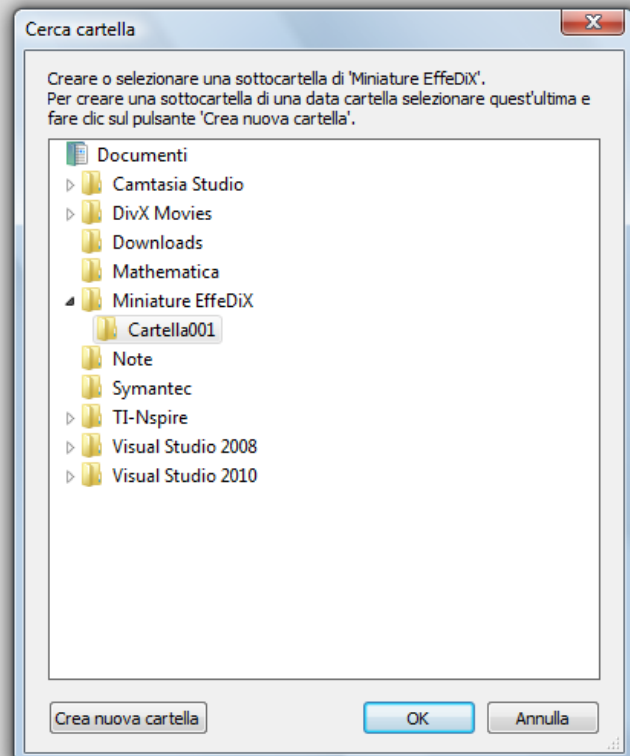 Cerca cartella
Creare o selezionare una sottocartella di 'Miniature EffeDiX'.
Per creare una sottocartella di una data cartella selezionare quest'ultima e
fare clic sul pulsante 'Crea nuova cartella'.
Documenti
Camtasia Studio
DivX Movies
Downloads
Mathematica
Miniature EffeDiX
Cartella001
Note
Symantec
TI-Nspire
Visual Studio 2008
Visual Studio 2010
Crea nuova cartella OK Annulla